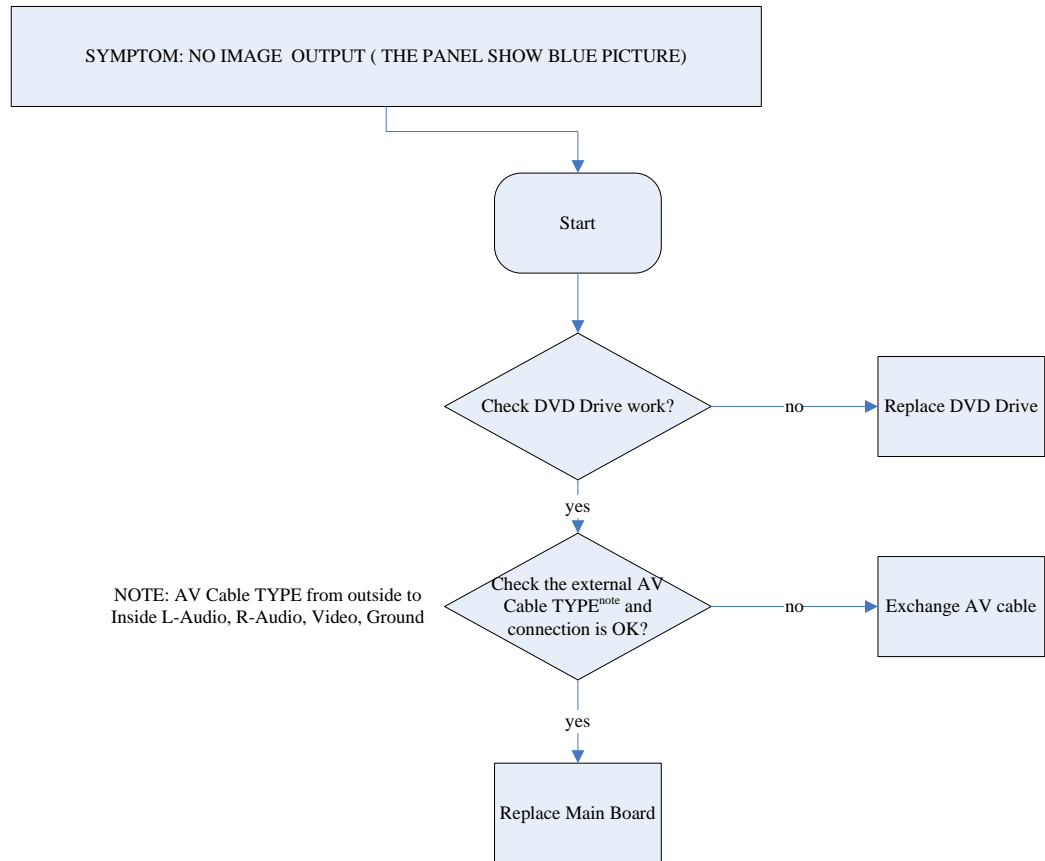 SYMPTOM: NO IMAGE  OUTPUT ( THE PANEL SHOW BLUE PICTURE)
Start
Check DVD Drive work?
no
Replace DVD Drive
yes
NOTE: AV Cable TYPE from outside to
Inside L-Audio, R-Audio, Video, Ground
Check the external AV
Cable TYPEnote and
connection is OK?
no
Exchange AV cable
yes
Replace Main Board